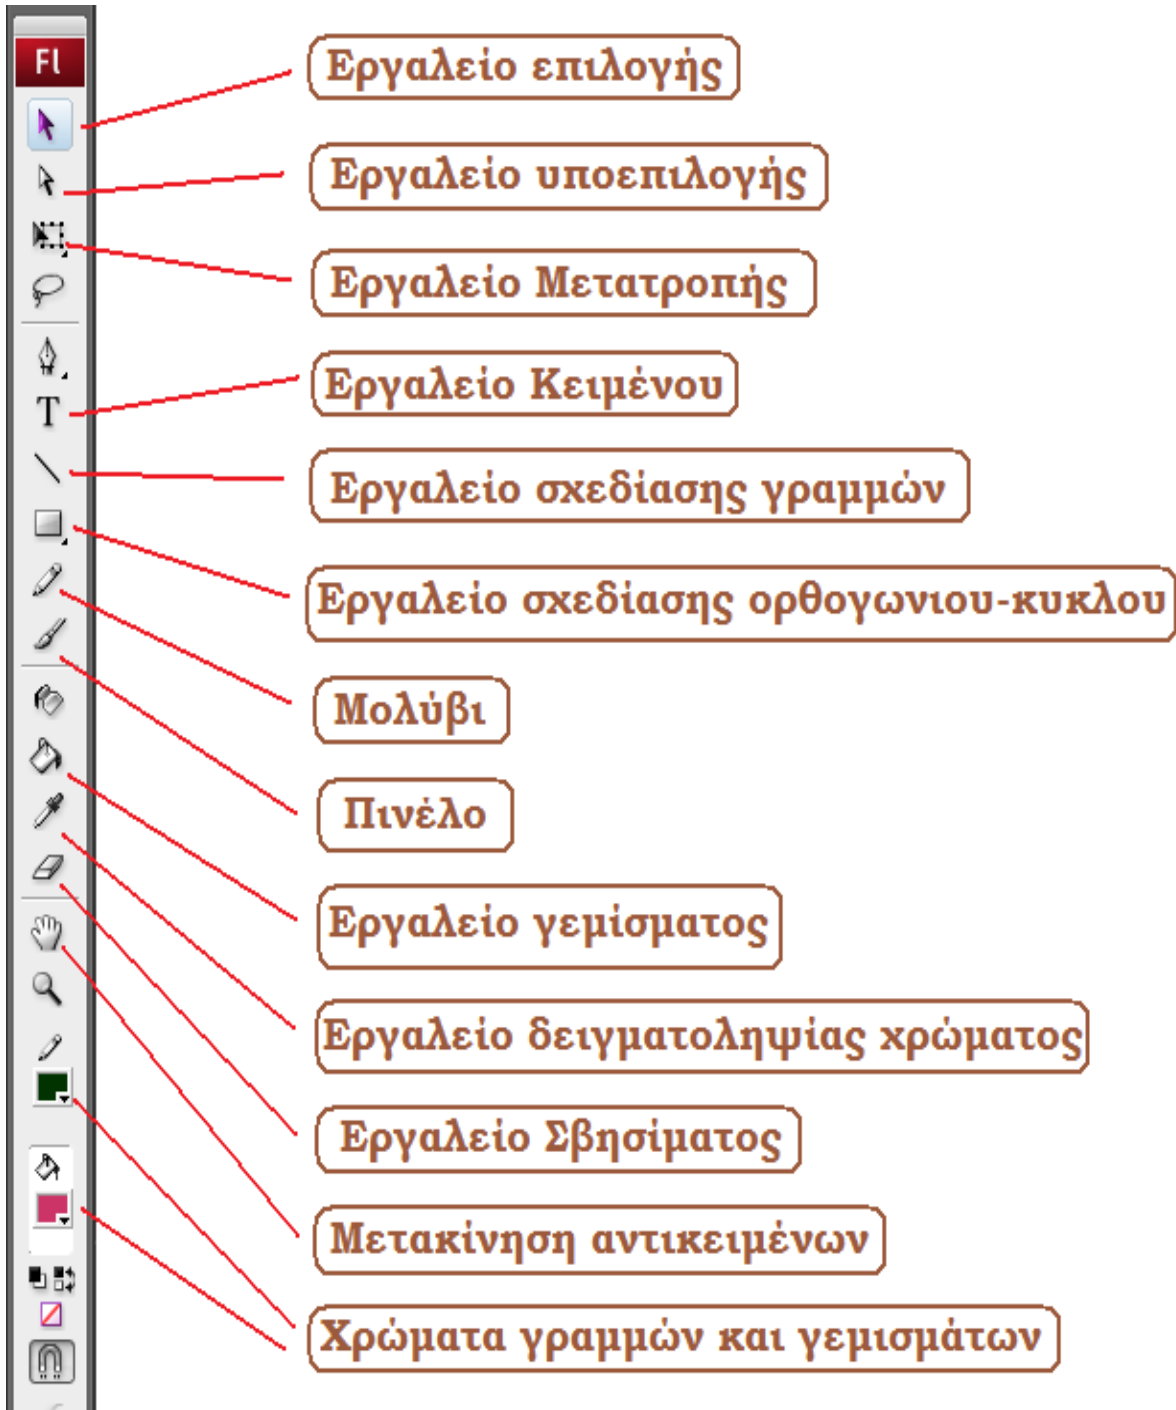 Fl
Εργαλείο επιλογής
Εργαλείο υποεπιλογής
Εργαλείο Μετατροπής
T
Εργαλείο Κειμένου
Εργαλείο σχεδίασης γραμμών
Εργαλείο σχεδίασης ορθογωνιου-κυκλου
Μολύβι
Πινέλο
Εργαλείο γεμίσματος
Εργαλείο δειγματοληψίας χρώματος
Εργαλείο Σβησίματος
Μετακίνηση αντικειμένων
Χρώματα γραμμών και γεμισμάτων